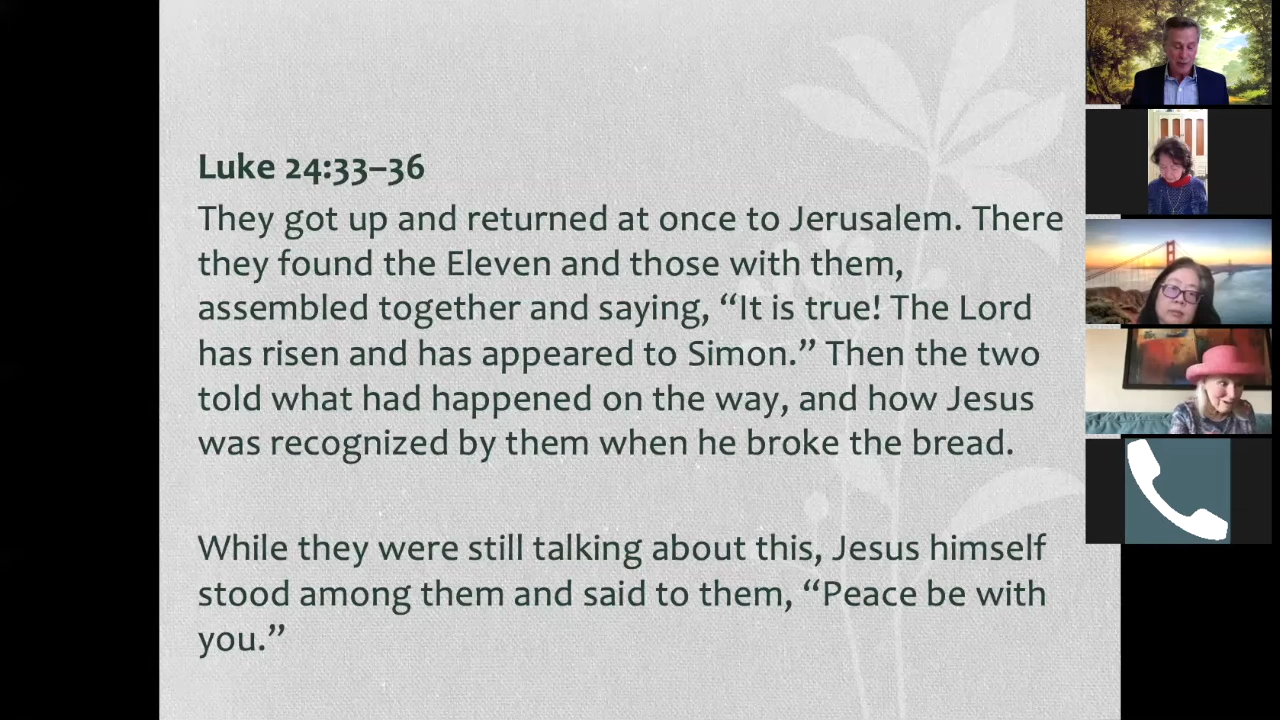 Luke 24:33–36
They got up and returned at once to Jerusalem. There
they found the Eleven and those with them,
assembled together and saying, “It is true! The Lord
has risen and has appeared to Simon.” Then the two
told what had happened on the way, and how Jesus
was recognized by them when he broke the bread.
While they were still talking about this, Jesus himself
stood among them and said to them, “Peace be with
you.”